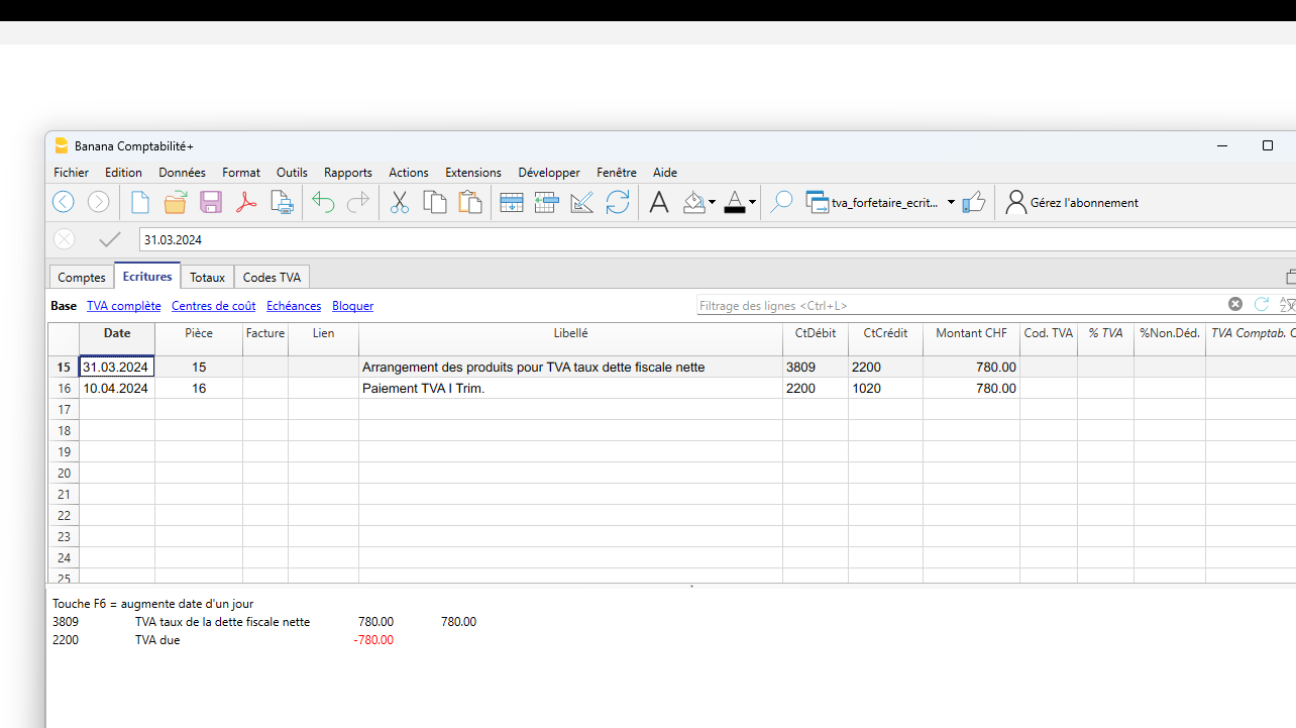 Banana Comptabilité+
Fichier Edition Données Format Outils Rapports Actions Extensions Développer Fenêtre Aide
A A tva_forfetaire_ecrit... Gérez l'abonnement
31.03.2024
Comptes Ecritures Totaux Codes TVA
Base TVA complète Centres de coût Echéances Bloquer Filtrage des lignes <Ctrl+L>
Date Pièce Facture Lien Libellé CtDébit CtCrédit Montant CHF Cod. TVA % TVA %Non.Déd. TVA Comptab. C
15 31.03.2024 15 Arrangement des produits pour TVA taux dette fiscale nette 3809 2200 780.00
16 10.04.2024 16 Paiement TVA I Trim. 2200 1020 780.00
17
18
19
20
21
22
23
24
25
Touche F6 = augmente date d'un jour
3809 TVA taux de la dette fiscale nette 780.00 780.00
2200 TVA due -780.00